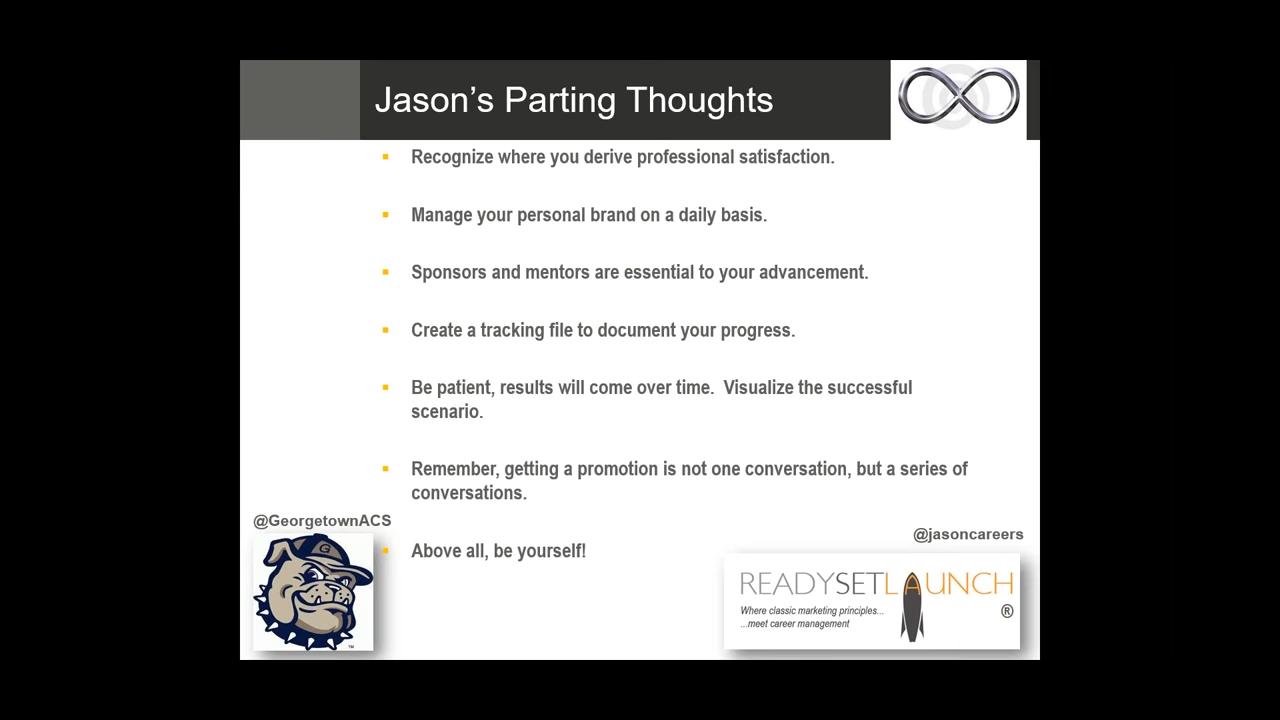 Jason’s Parting Thoughts
Recognize where you derive professional satisfaction.
Manage your personal brand on a daily basis.
Sponsors and mentors are essential to your advancement.
Create a tracking file to document your progress.
Be patient, results will come over time.  Visualize the successful
scenario.
Remember, getting a promotion is not one conversation, but a series of
conversations.
Above all, be yourself!
@GeorgetownACS
G
™
@jasoncareers
READYSETLAUNCH
®
Where classic marketing principles...
...meet career management